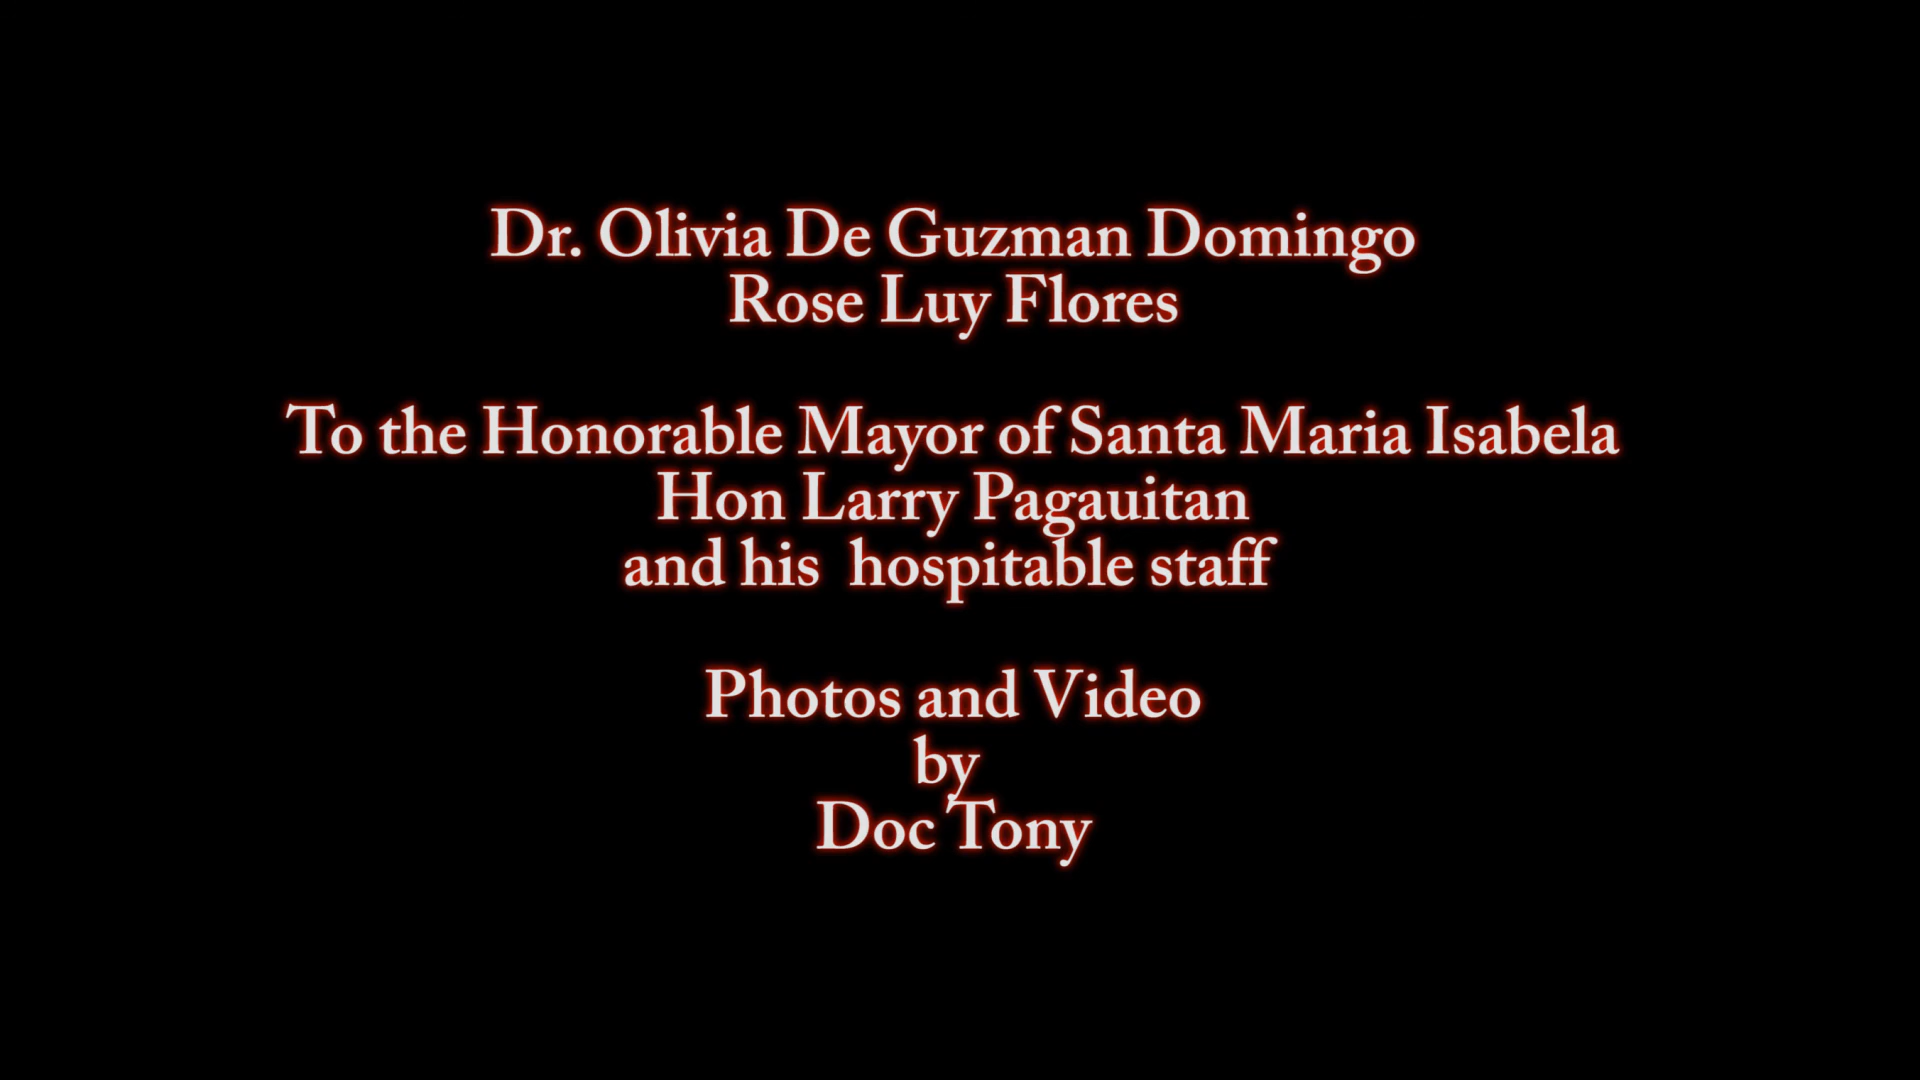 Dr. Olivia De Guzman Domingo
Rose Luy Flores
To the Honorable Mayor of Santa Maria Isabela
Hon Larry Pagauitan
and his  hospitable staff
Photos and Video
by
Doc Tony